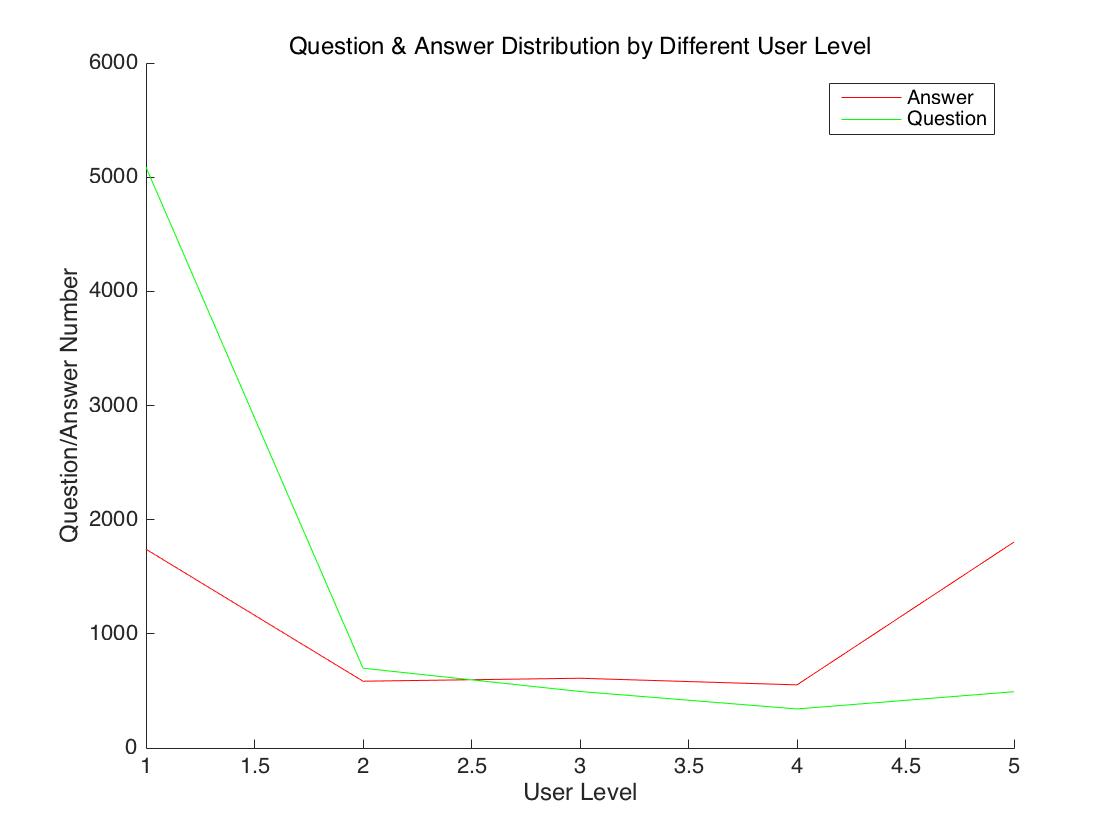 Question & Answer Distribution by Different User Level
Answer
Question
Question/Answer Number
6000
5000
4000
3000
2000
1000
0
1 1.5 2 2.5 3 3.5 4 4.5 5
User Level